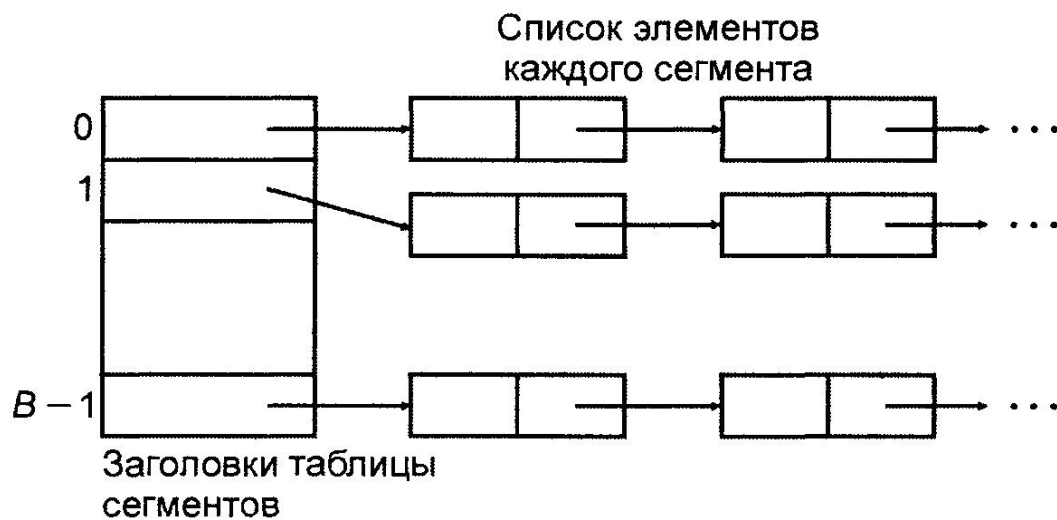 Список элементов
каждого сегмента
0
...
1
...
B – 1
...
Заголовки таблицы
сегментов